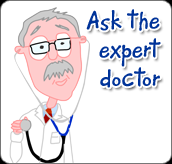 Ask the
expert
doctor